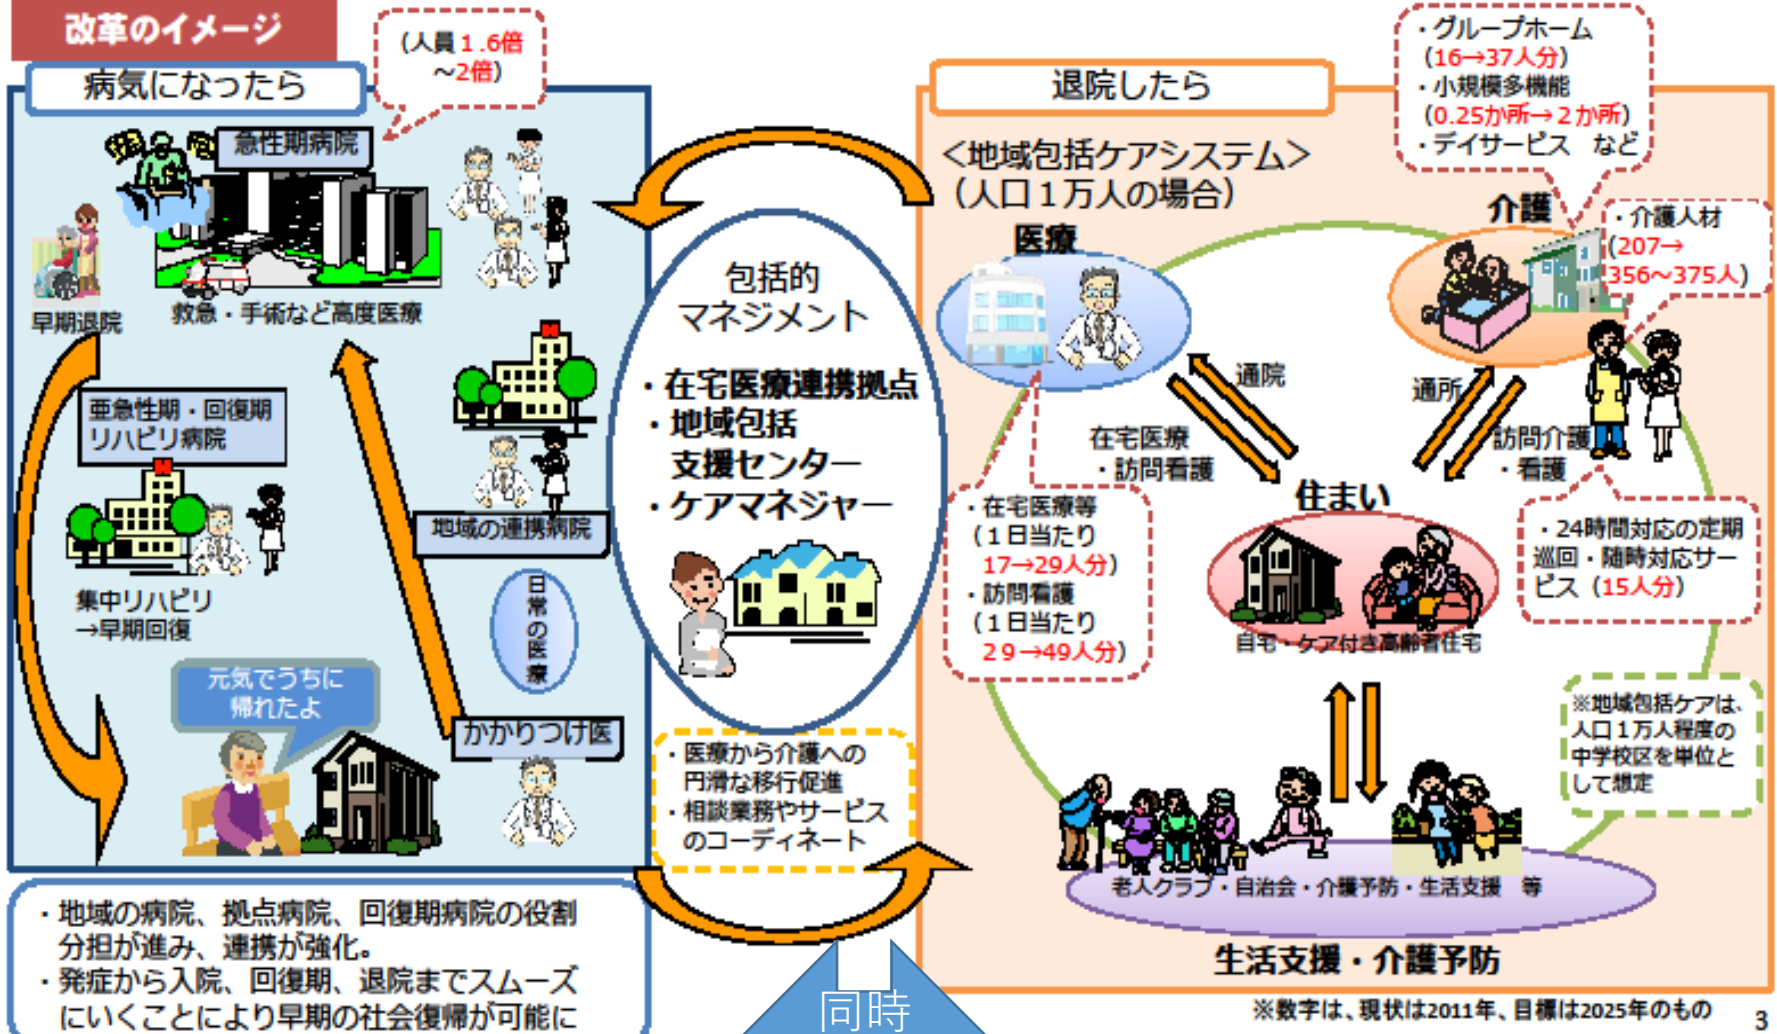 改革のイメージ
(人員1.6倍
～2倍)
病気になったら
急性期病院
早期退院
救急・手術など高度医療
亜急性期・回復期
リハビリ病院
集中リハビリ
→早期回復
地域の連携病院
日常の医療
元気でうちに
帰れたよ
かかりつけ医
・地域の病院、拠点病院、回復期病院の役割
分担が進み、連携が強化。
・発症から入院、回復期、退院までスムーズ
にいくことにより早期の社会復帰が可能に
包括的
マネジメント
・在宅医療連携拠点
・地域包括
支援センター
・ケアマネジャー
・医療から介護への
円滑な移行促進
・相談業務やサービス
のコーディネート
同時
退院したら
＜地域包括ケアシステム＞
（人口１万人の場合）
・グループホーム
(16→37人分)
・小規模多機能
(0.25か所→２か所)
・デイサービス　など
医療
介護
・介護人材
(207→
356～375人)
通院
在宅医療
・訪問看護
通所
訪問介護
・看護
・在宅医療等
(１日当たり
17→29人分)
・訪問看護
(１日当たり
２９→49人分)
住まい
自宅・ケア付き高齢者住宅
・24時間対応の定期
巡回・随時対応サー
ビス（15人分）
※地域包括ケアは、
人口１万人程度の
中学校区を単位と
して想定
老人クラブ・自治会・介護予防・生活支援　等
生活支援・介護予防
※数字は、現状は2011年、目標は2025年のもの
3